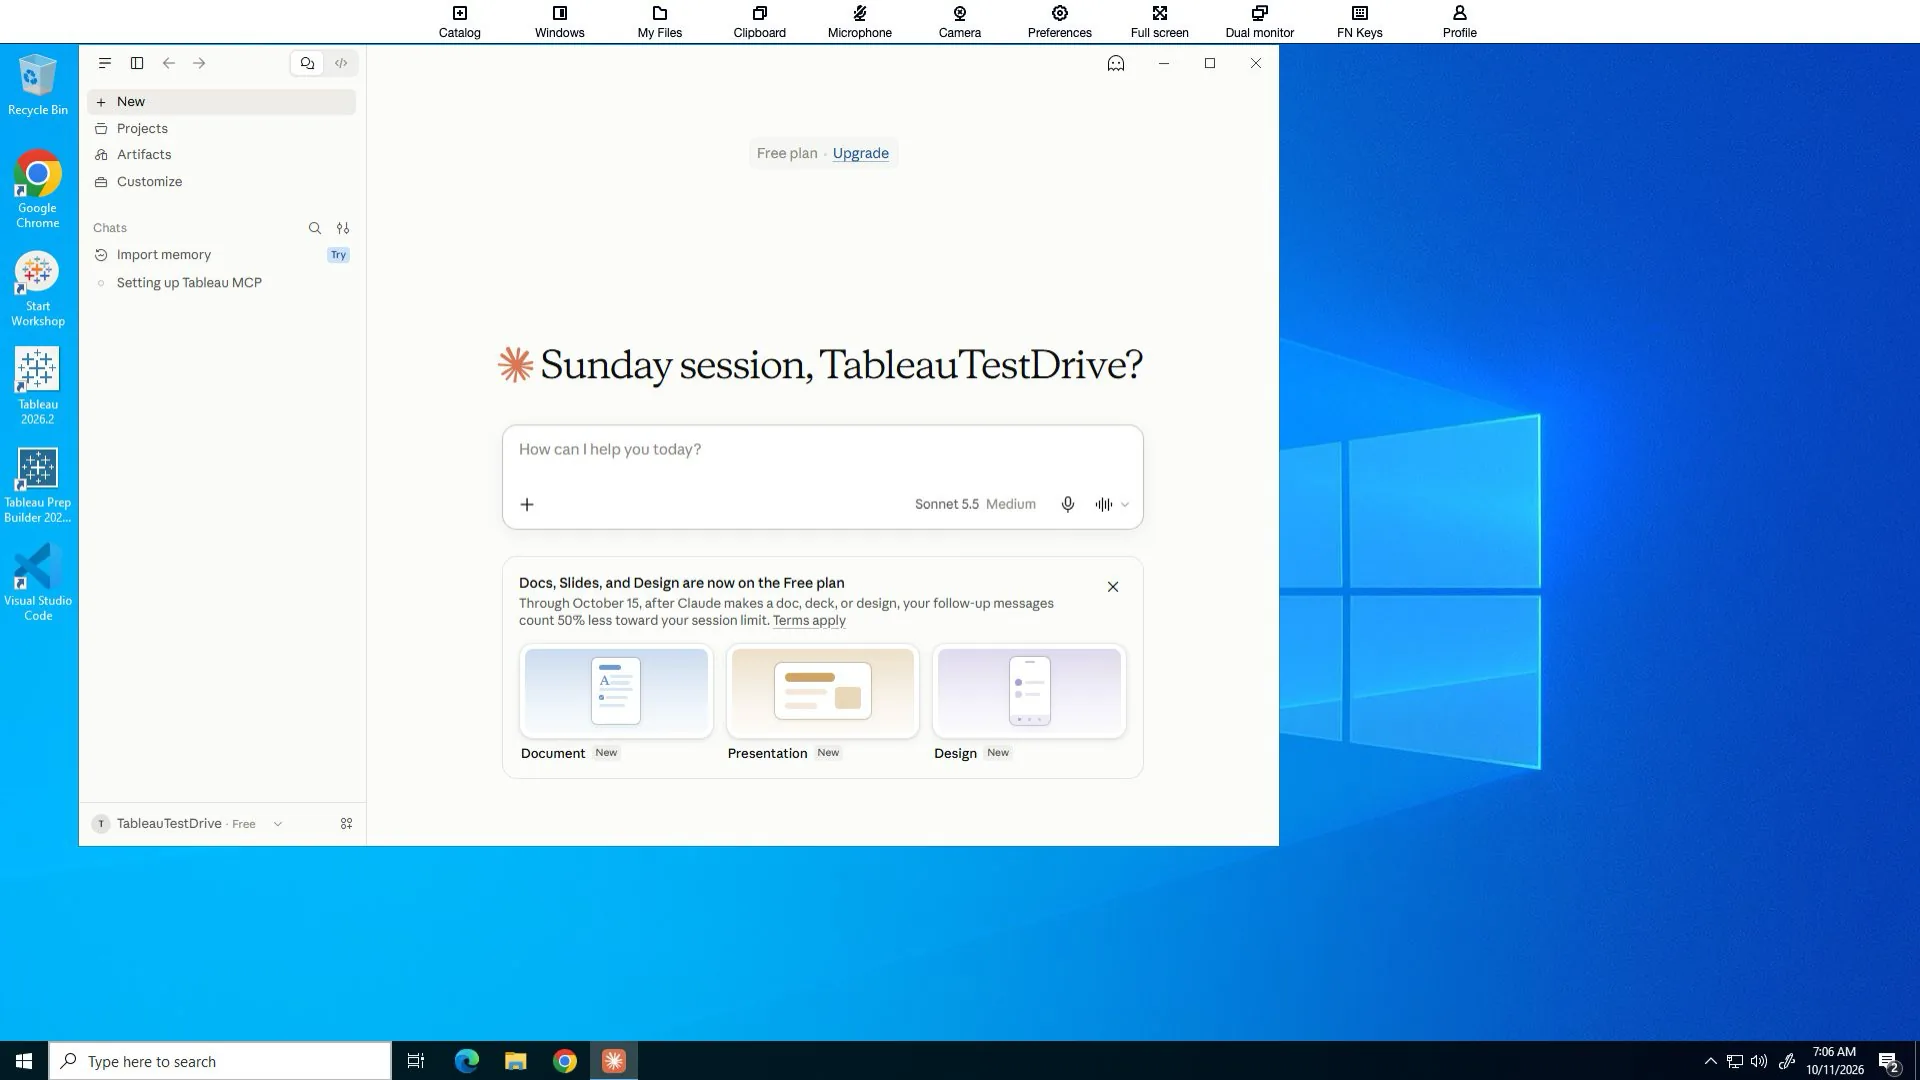 Catalog
Windows
My Files
Clipboard
Microphone
Camera
Preferences
Full screen
Dual monitor
FN Keys
Profile
Recycle Bin
Google
Chrome
Start
Workshop
Tableau
2026.2
Tableau Prep
Builder 202...
Visual Studio
Code
New
Projects
Artifacts
Customize
Chats
Import memory
Try
Setting up Tableau MCP
T
TableauTestDrive · Free
Free plan · Upgrade
Sunday session, TableauTestDrive?
How can I help you today?
Sonnet 5.5 Medium
Docs, Slides, and Design are now on the Free plan
Through October 15, after Claude makes a doc, deck, or design, your follow-up messages
count 50% less toward your session limit. Terms apply
A
Document New
Presentation New
Design New
Type here to search
7:06 AM
10/11/2026
2